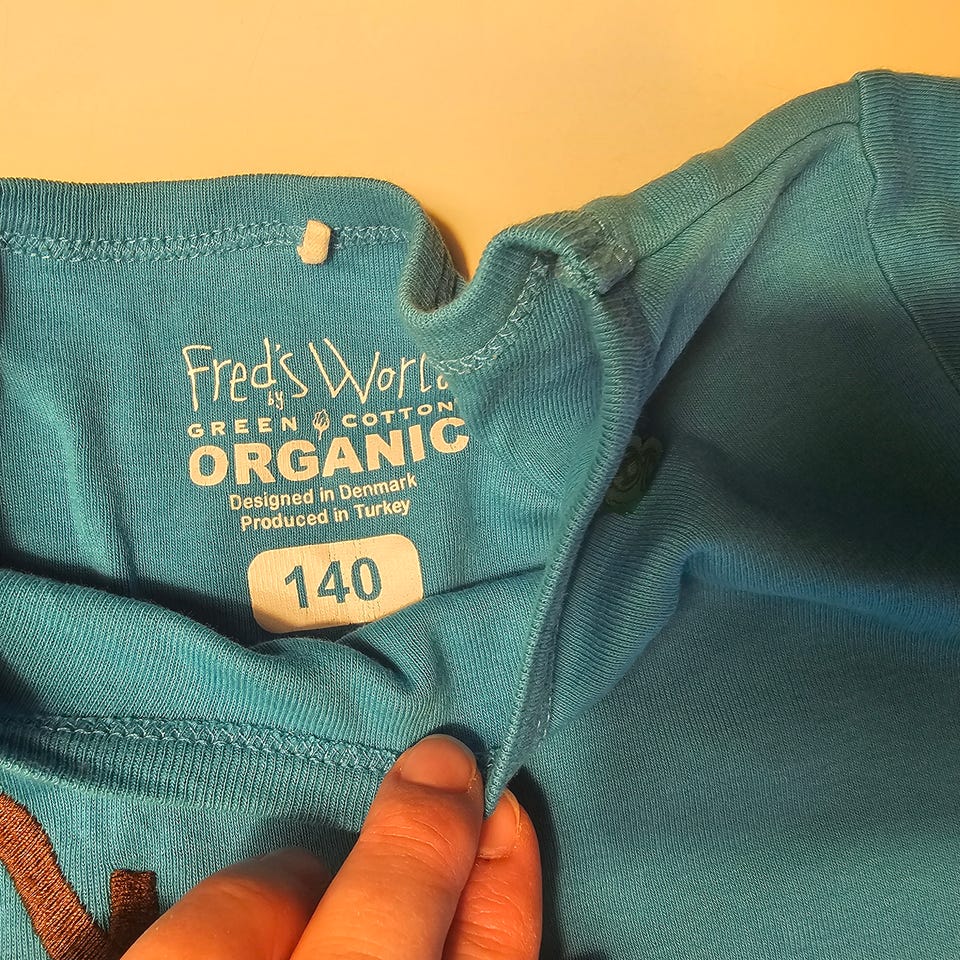 Fred's World
by
GREEN COTTON
ORGANIC
Designed in Denmark
Produced in Turkey
140